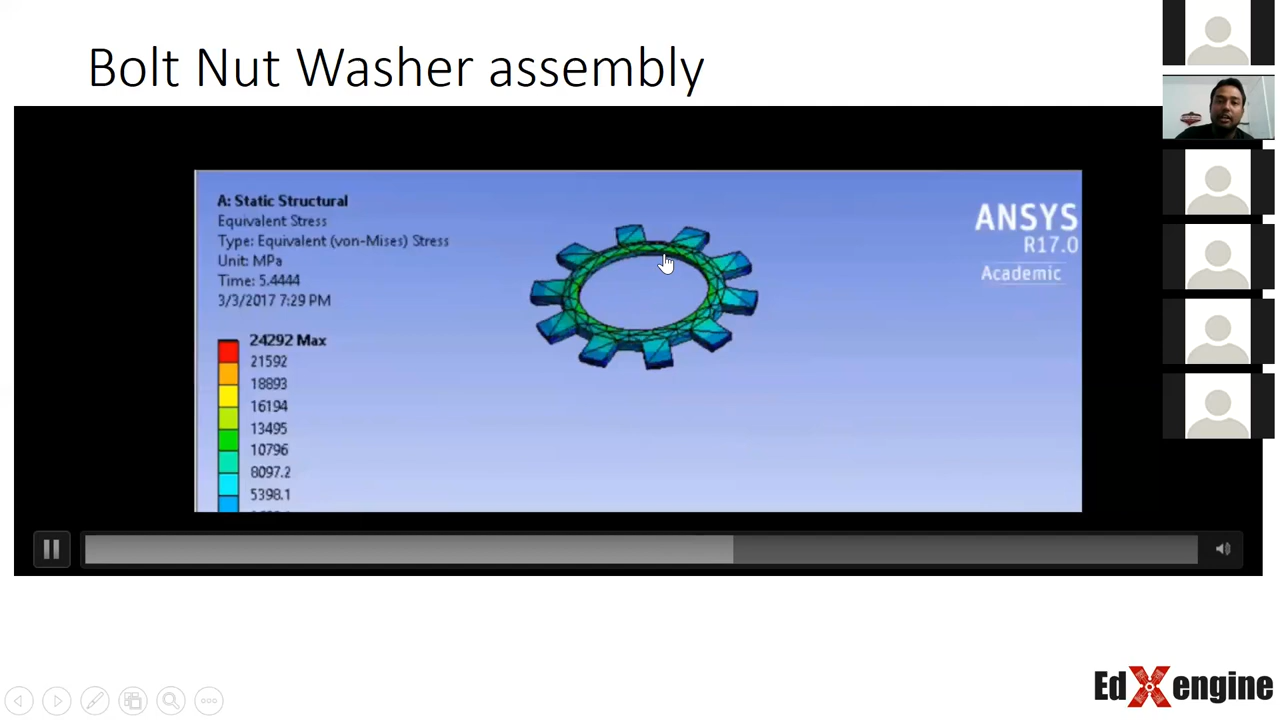 Bolt Nut Washer assembly
A: Static Structural
Equivalent Stress
Type: Equivalent (von-Mises) Stress
Unit: MPa
Time: 5.4444
3/3/2017 7:29 PM
24292 Max
21592
18893
16194
13495
10796
8097.2
5398.1
ANSYS
R17.0
Academic
EdXengine